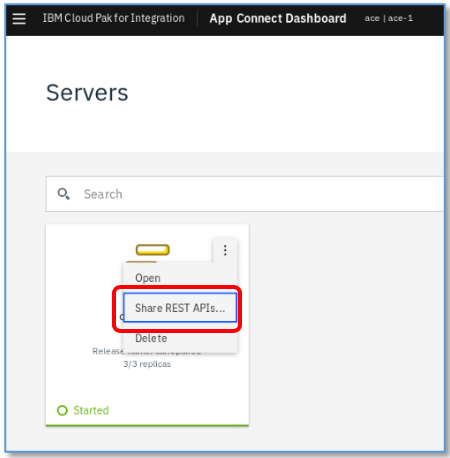 IBM Cloud Pak for Integration App Connect Dashboard ace | ace-1
Servers
Search
Open
Share REST APIs...
Delete
Release
3/3 replicas
Started